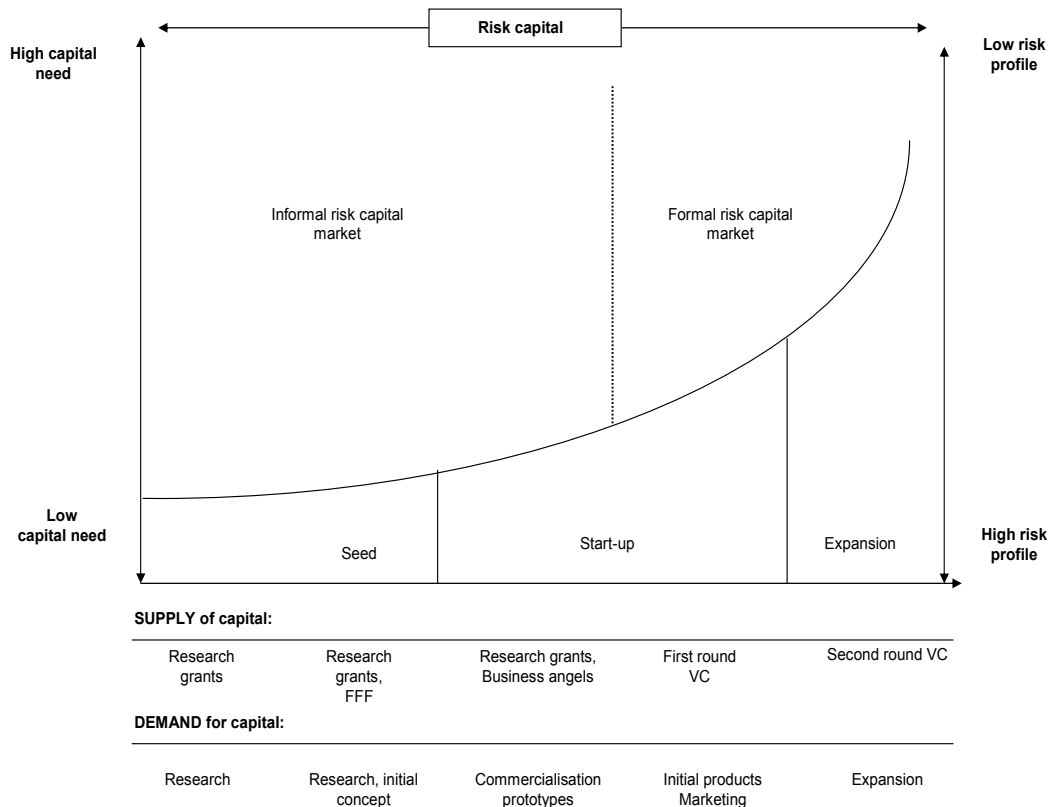 Risk capital
High capital
need
Low risk
profile
Informal risk capital
market
Formal risk capital
market
Low
capital need
Seed
Start-up
Expansion
High risk
profile
SUPPLY of capital:
Research
grants
Research
grants,
FFF
Research grants,
Business angels
First round
VC
Second round VC
DEMAND for capital:
Research
Research, initial
concept
Commercialisation
prototypes
Initial products
Marketing
Expansion